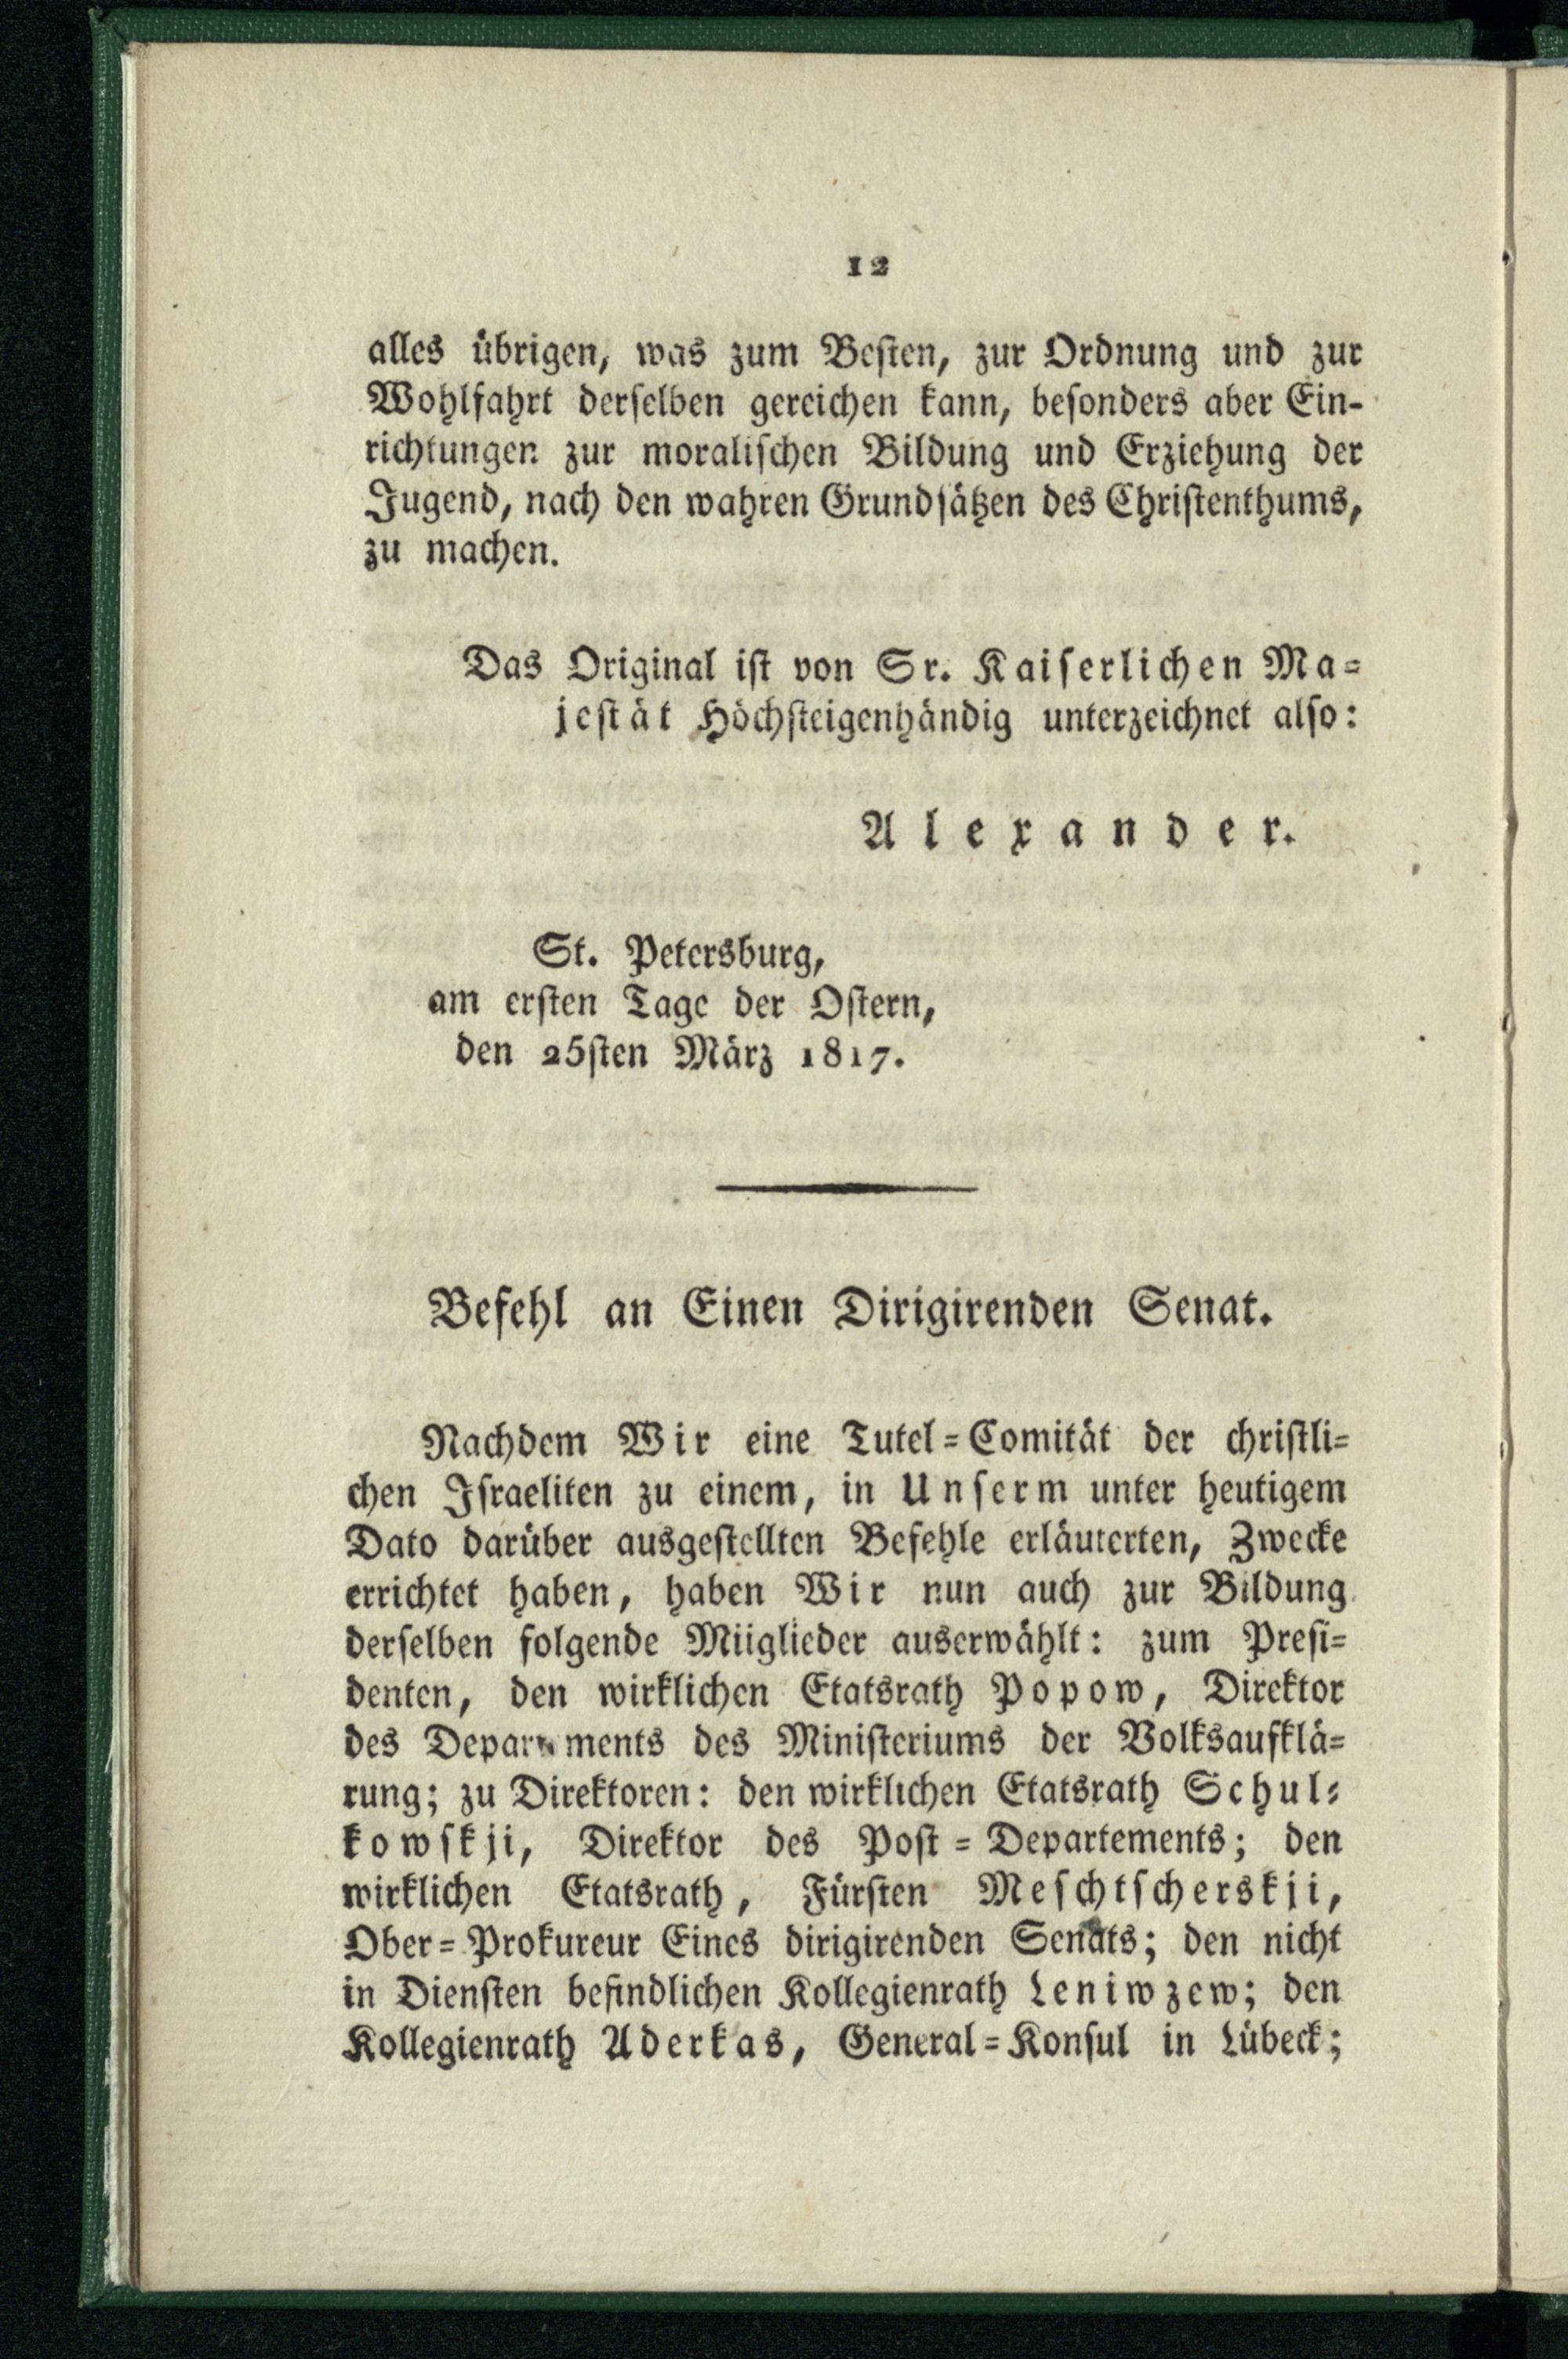 12
alles übrigen, was zum Besten, zur Ordnung und zur
Wohlfahrt derselben gereichen kann, besonders aber Ein-
richtungen zur moralischen Bildung und Erziehung der
Jugend, nach den wahren Grundsätzen des Christenthums,
zu machen.
Das Original ist von Sr. Kaiserlichen Ma-
jestät Höchsteigenhändig unterzeichnet also:
Alexander.
St. Petersburg,
am ersten Tage der Ostern,
den 25sten März 1817.
Befehl an Einen Dirigirenden Senat.
Nachdem Wir eine Tutel-Comität der christli-
chen Israeliten zu einem, in Unserm unter heutigem
Dato darüber ausgestellten Befehle erläuterten, Zwecke
errichtet haben, haben Wir nun auch zur Bildung
derselben folgende Mitglieder auserwählt: zum Presi-
denten, den wirklichen Etatsrath Popow, Direktor
des ments des Ministeriums der Volksaufklä-
rung; zu Direktoren: den wirklichen Etatsrath Schul-
kowskji, Direktor des Post-Departements; den
wirklichen Etatsrath, Fürsten Meschtscherskji,
Ober-Prokureur Eines dirigirenden Senats; den nicht
in Diensten befindlichen Kollegienrath Leniwzew; den
Kollegienrath Aderkas, General-Konsul in Lübeck;